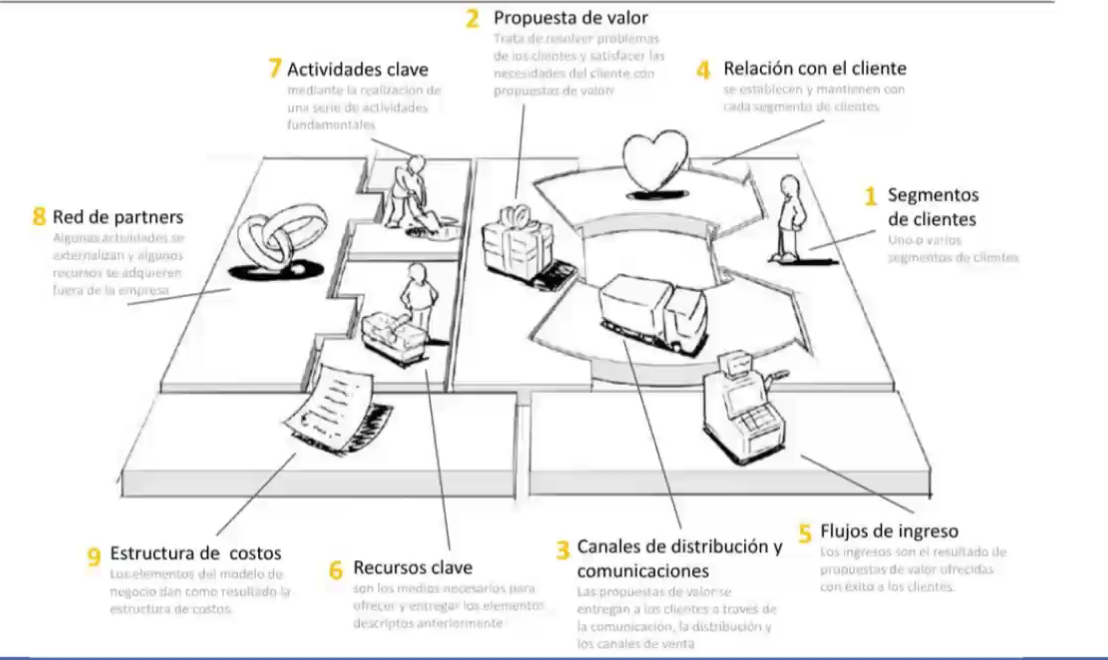 2 Propuesta de valor
Trata de resolver problemas
de los clientes y satisfacer las
necesidades del cliente con
propuestas de valor
7 Actividades clave
mediante la realización de
una serie de actividades
fundamentales
4 Relación con el cliente
se establecen y mantienen con
cada segmento de clientes
1 Segmentos
de clientes
Uno o varios
segmentos de clientes
8 Red de partners
Algunas actividades se
externalizan y algunos
recursos se adquieren
fuera de la empresa
9 Estructura de costos
Los elementos del modelo de
negocio dan como resultado la
estructura de costos.
6 Recursos clave
son los medios necesarios para
ofrecer y entregar los elementos
descriptos anteriormente
3 Canales de distribución y
comunicaciones
Las propuestas de valor se
entregan a los clientes a través de
la comunicación, la distribución y
los canales de venta
5 Flujos de ingreso
Los ingresos son el resultado de
propuestas de valor ofrecidas
con éxito a los clientes.